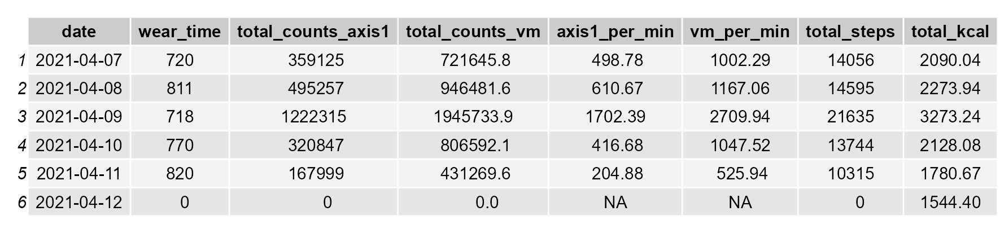 date wear_time total_counts_axis1 total_counts_vm axis1_per_min vm_per_min total_steps total_kcal
1 2021-04-07 720 359125 721645.8 498.78 1002.29 14056 2090.04
2 2021-04-08 811 495257 946481.6 610.67 1167.06 14595 2273.94
3 2021-04-09 718 1222315 1945733.9 1702.39 2709.94 21635 3273.24
4 2021-04-10 770 320847 806592.1 416.68 1047.52 13744 2128.08
5 2021-04-11 820 167999 431269.6 204.88 525.94 10315 1780.67
6 2021-04-12 0 0 0.0 NA NA 0 1544.40